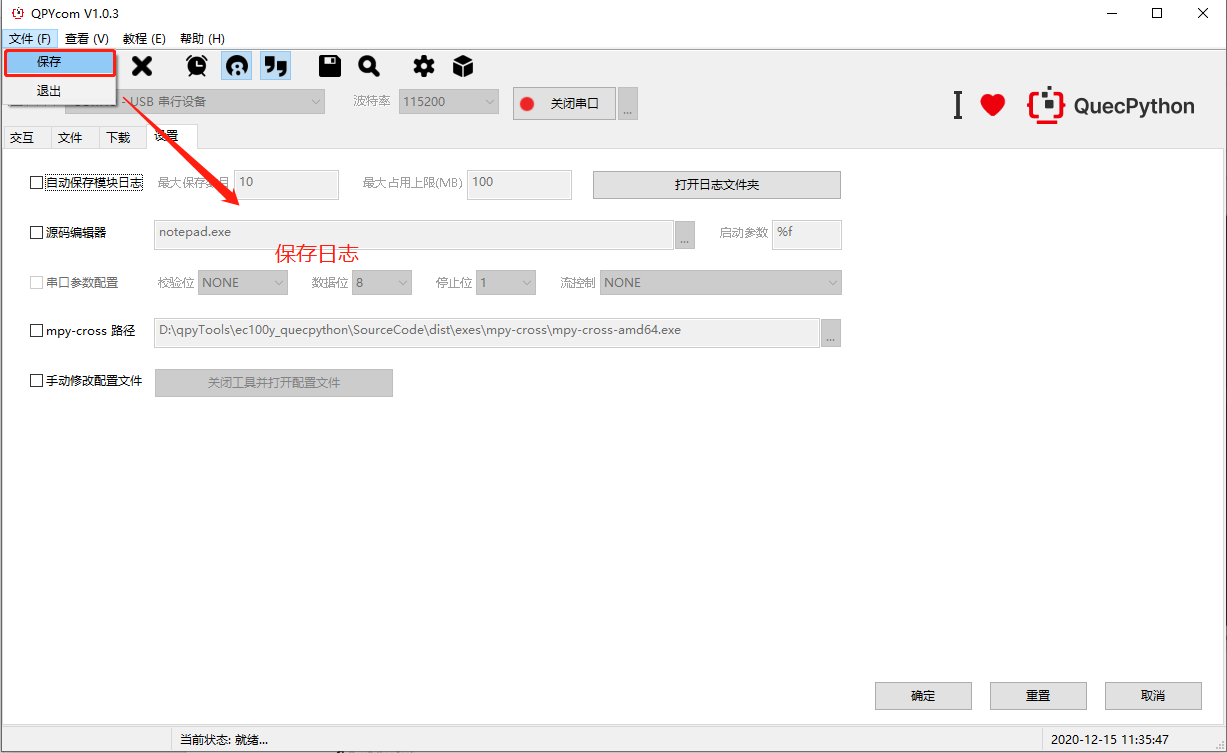 QPYcom V1.0.3
文件 (F) 查看 (V) 教程 (E) 帮助 (H)
保存
退出
- USB 串行设备 波特率 115200 关闭串口 ...
I QuecPython
交互 文件 下载 设置
自动保存模块日志 最大保存数目 10 最大占用上限(MB) 100 打开日志文件夹
源码编辑器 notepad.exe ... 启动参数 %f
保存日志
串口参数配置 校验位 NONE 数据位 8 停止位 1 流控制 NONE
mpy-cross 路径 D:\qpyTools\ec100y_quecpython\SourceCode\dist\exes\mpy-cross\mpy-cross-amd64.exe ...
手动修改配置文件 关闭工具并打开配置文件
确定 重置 取消
当前状态: 就绪... 2020-12-15 11:35:47